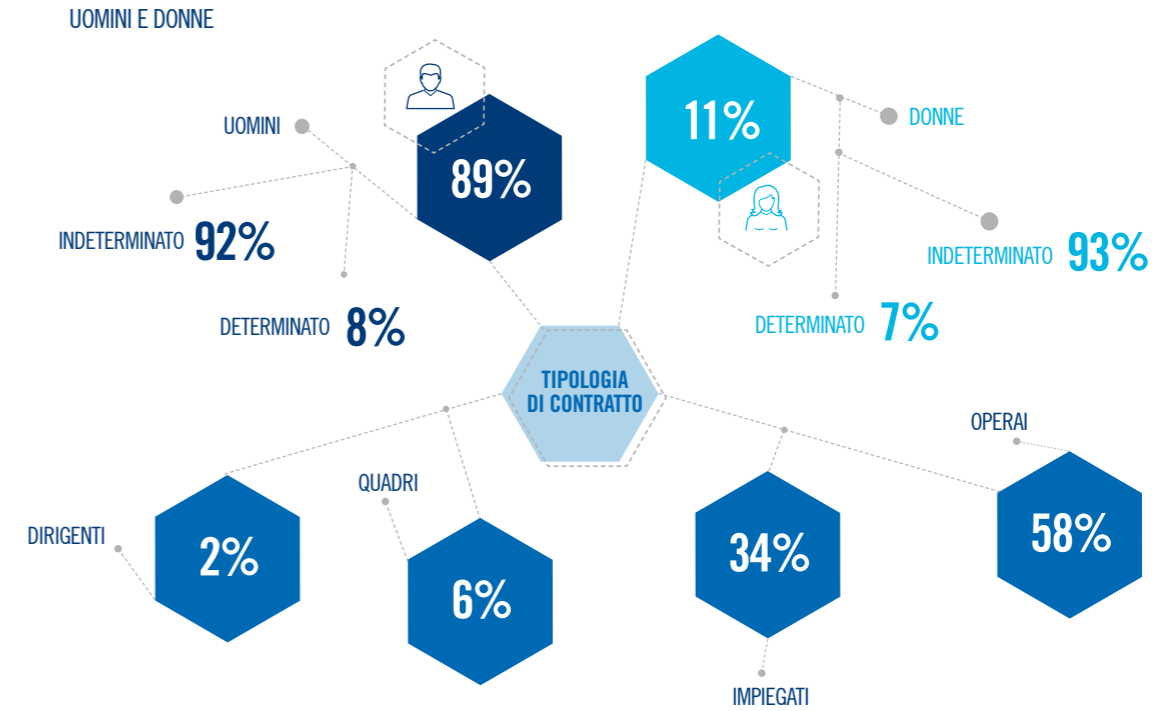 UOMINI E DONNE
UOMINI
89%
INDETERMINATO 92%
DETERMINATO 8%
11%
DONNE
INDETERMINATO 93%
DETERMINATO 7%
TIPOLOGIA
DI CONTRATTO
DIRIGENTI
2%
QUADRI
6%
34%
IMPIEGATI
OPERAI
58%